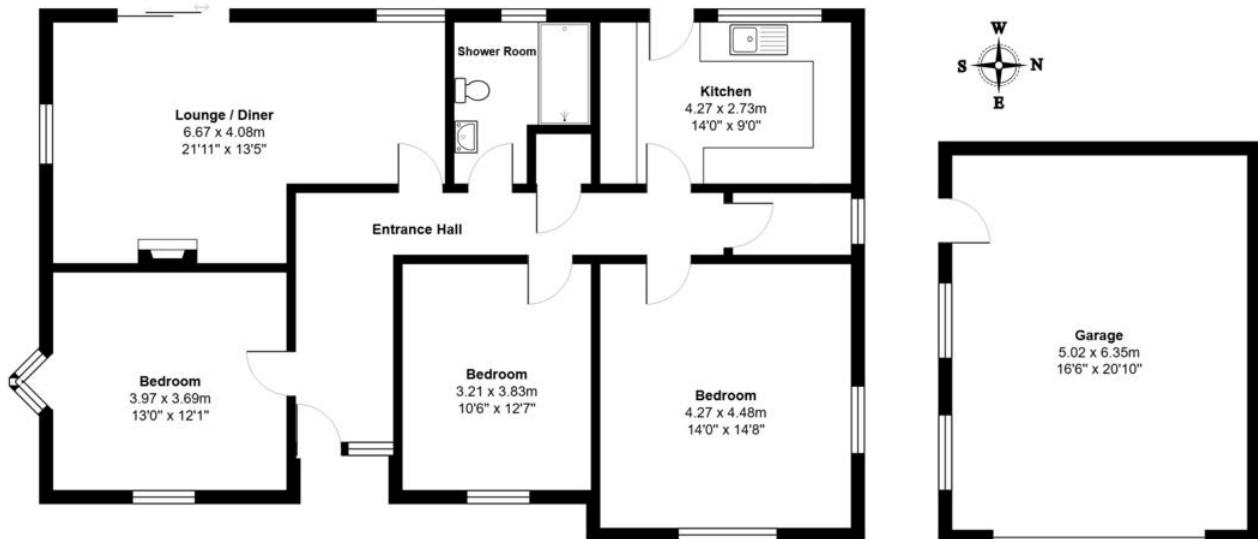 Shower Room
Lounge / Diner
6.67 x 4.08m
21'11" x 13'5"
Kitchen
4.27 x 2.73m
14'0" x 9'0"
W
S N
E
Entrance Hall
Bedroom
3.97 x 3.69m
13'0" x 12'1"
Bedroom
3.21 x 3.83m
10'6" x 12'7"
Bedroom
4.27 x 4.48m
14'0" x 14'8"
Garage
5.02 x 6.35m
16'6" x 20'10"